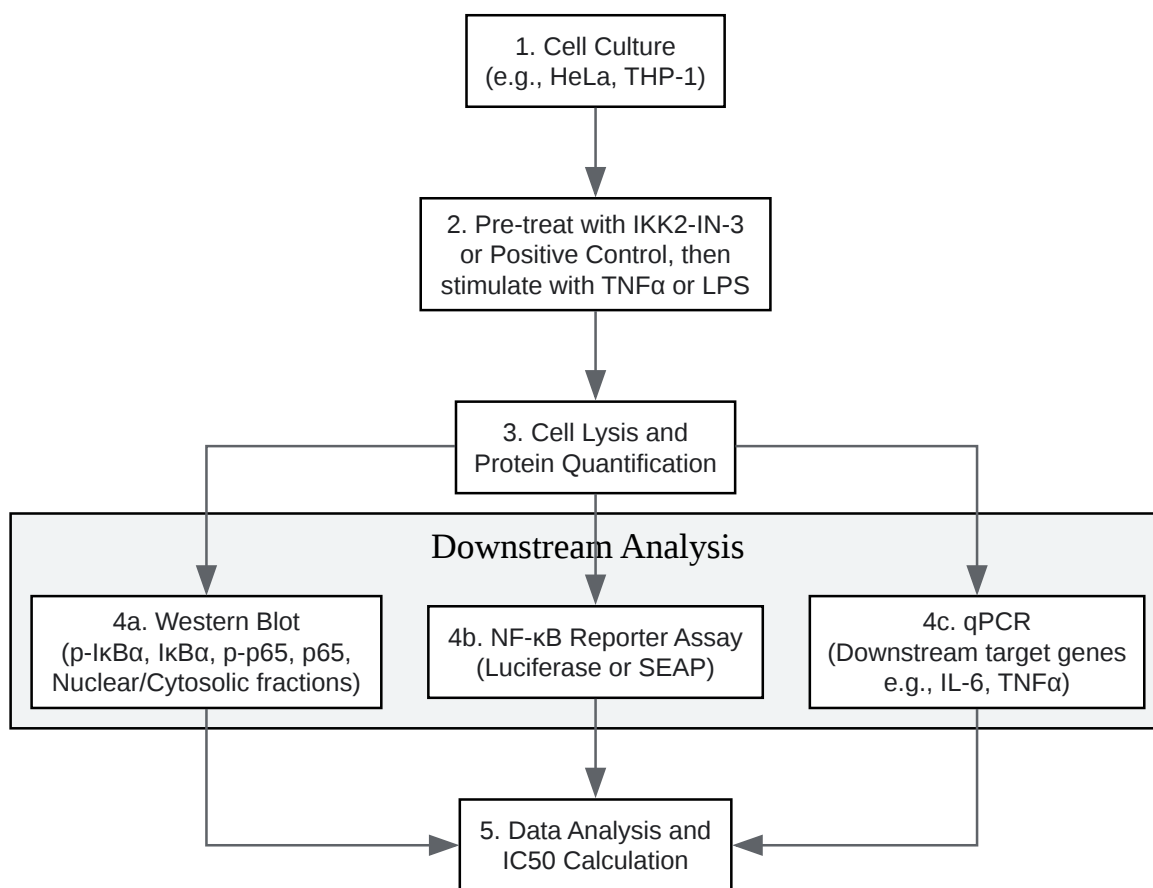 1. Cell Culture
(e.g., HeLa, THP-1)
2. Pre-treat with IKK2-IN-3
or Positive Control, then
stimulate with TNFα or LPS
3. Cell Lysis and
Protein Quantification
Downstream Analysis
4a. Western Blot
(p-IκBα, IκBα, p-p65, p65,
Nuclear/Cytosolic fractions)
4b. NF-κB Reporter Assay
(Luciferase or SEAP)
4c. qPCR
(Downstream target genes
e.g., IL-6, TNFα)
5. Data Analysis and
IC50 Calculation